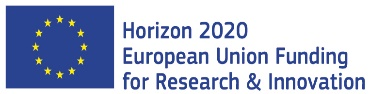 Horizon 2020
European Union Funding
for Research & Innovation